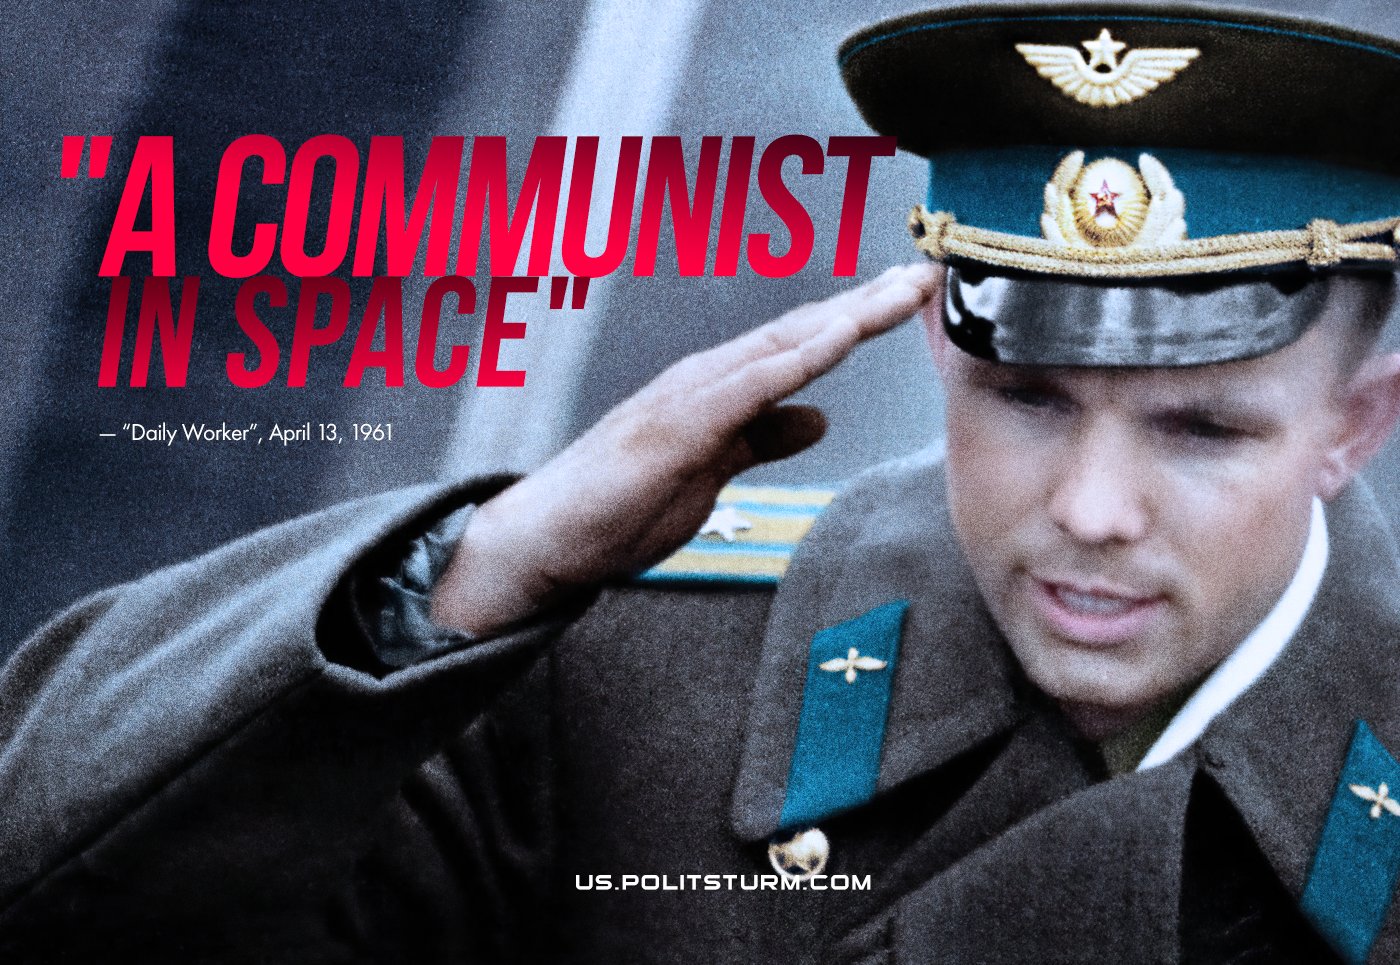 "A COMMUNIST
IN SPACE"
— “Daily Worker”, April 13, 1961
US.POLITSTURM.COM